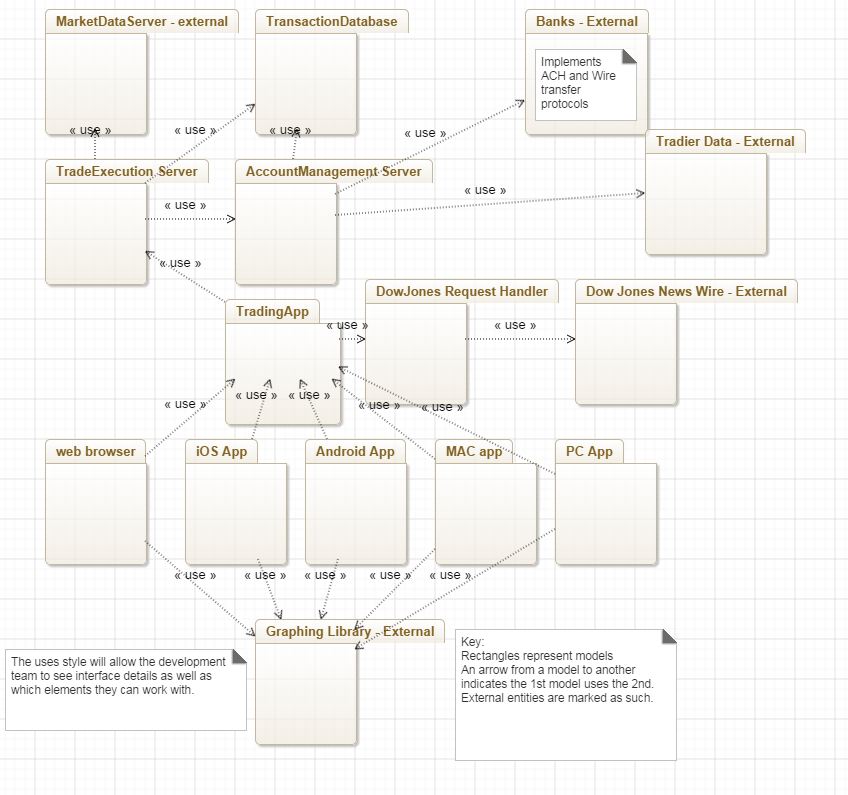 MarketDataServer - external
TransactionDatabase
Banks - External
Implements
ACH and Wire
transfer
protocols
« use »
« use »
« use »
« use »
Tradier Data - External
TradeExecution Server
AccountManagement Server
« use »
« use »
« use »
TradingApp
DowJones Request Handler
Dow Jones News Wire - External
« use »
« use »
« use »
« use »
« use »
« use »
« use »
web browser
iOS App
Android App
MAC app
PC App
« use »
« use »
« use »
« use »
« use »
Graphing Library - External
The uses style will allow the development
team to see interface details as well as
which elements they can work with.
Key:
Rectangles represent models
An arrow from a model to another
indicates the 1st model uses the 2nd.
External entities are marked as such.